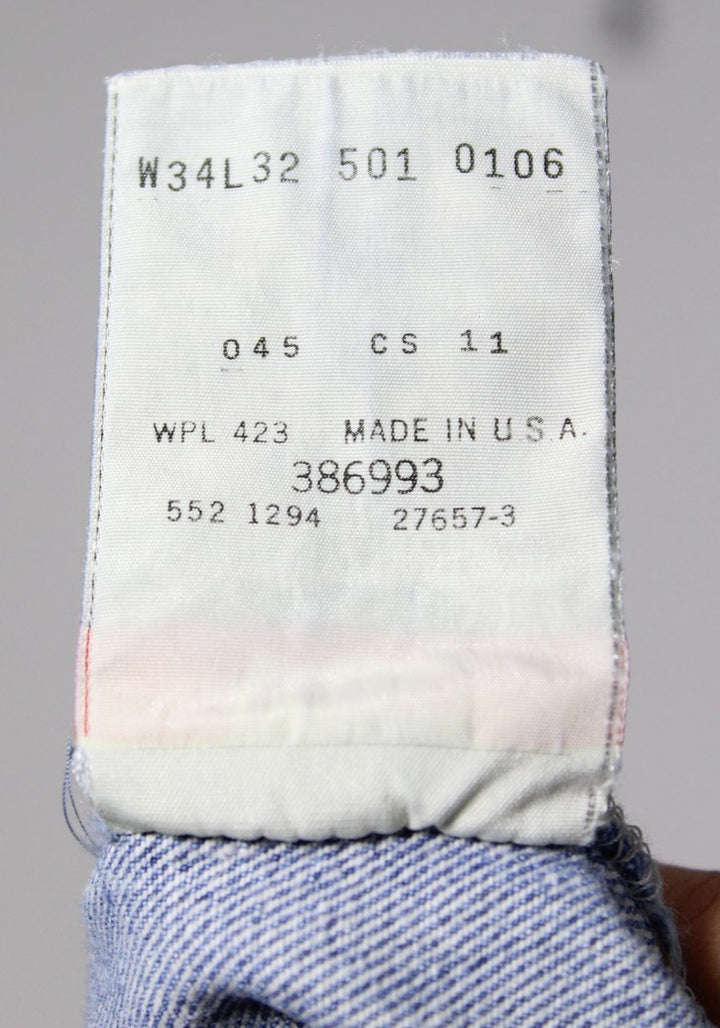 W34L32 501 0106
045 CS 11
WPL 423 MADE IN U.S.A.
386993
552 1294 27657-3